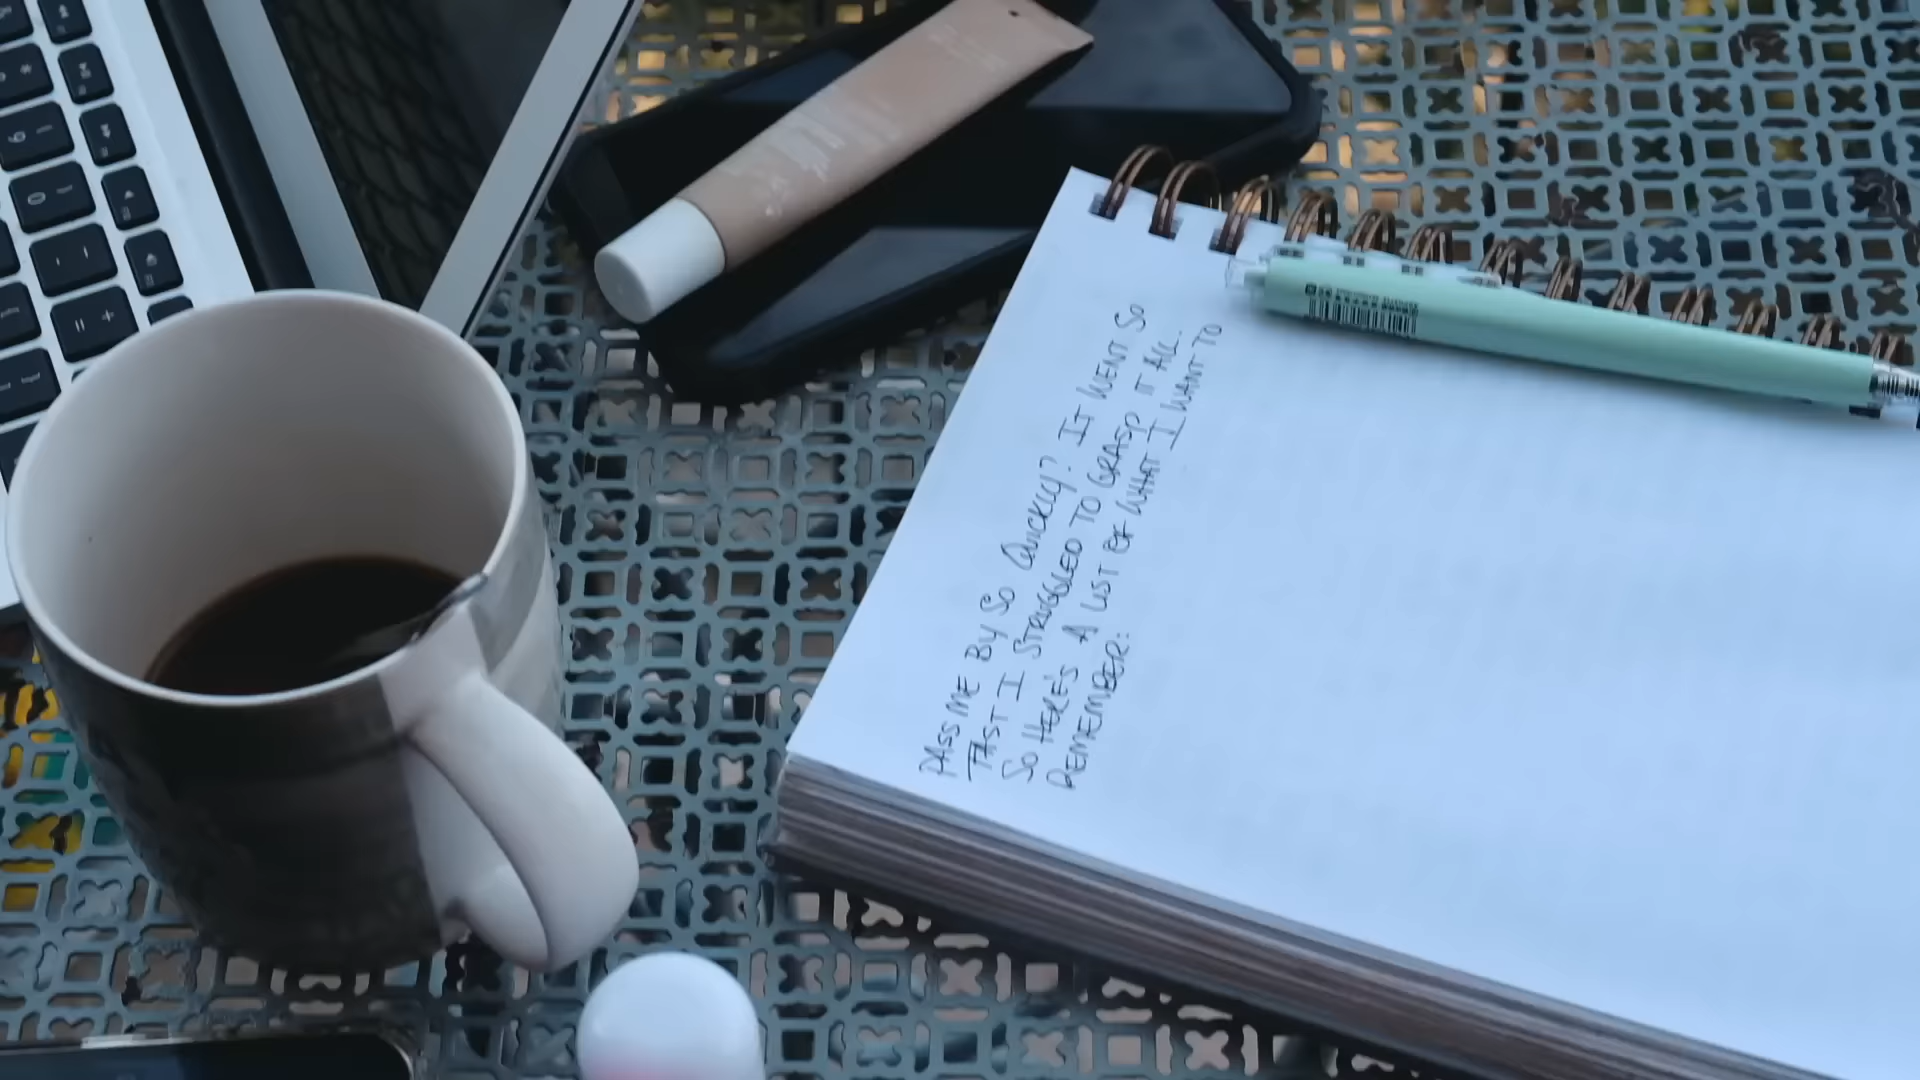 PASS ME BY SO QUICKLY? IT WENT SO
FAST I STRUGGLED TO GRASP IT ALL.
SO HERE'S A LIST OF WHAT I WANT TO
REMEMBER: